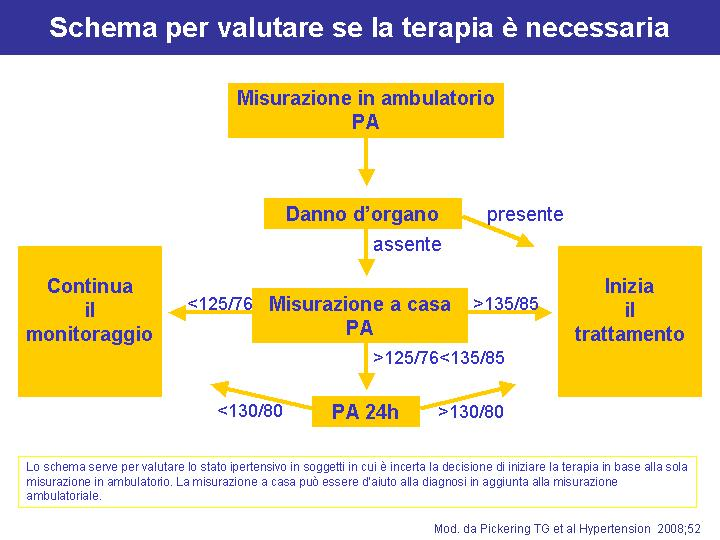 Schema per valutare se la terapia è necessaria
Misurazione in ambulatorio
PA
Danno d'organo
presente
assente
Continua
il
monitoraggio
<125/76
Misurazione a casa
PA
>135/85
Inizia
il
trattamento
>125/76<135/85
<130/80
PA 24h
>130/80
Lo schema serve per valutare lo stato ipertensivo in soggetti in cui è incerta la decisione di iniziare la terapia in base alla sola
misurazione in ambulatorio. La misurazione a casa può essere d'aiuto alla diagnosi in aggiunta alla misurazione
ambulatoriale.
Mod. da Pickering TG et al Hypertension 2008;52